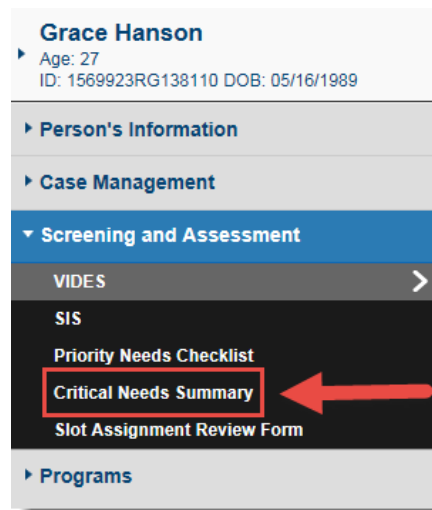 Grace Hanson
Age: 27
ID: 1569923RG138110 DOB: 05/16/1989
Person's Information
Case Management
Screening and Assessment
VIDES
SIS
Priority Needs Checklist
Critical Needs Summary
Slot Assignment Review Form
Programs